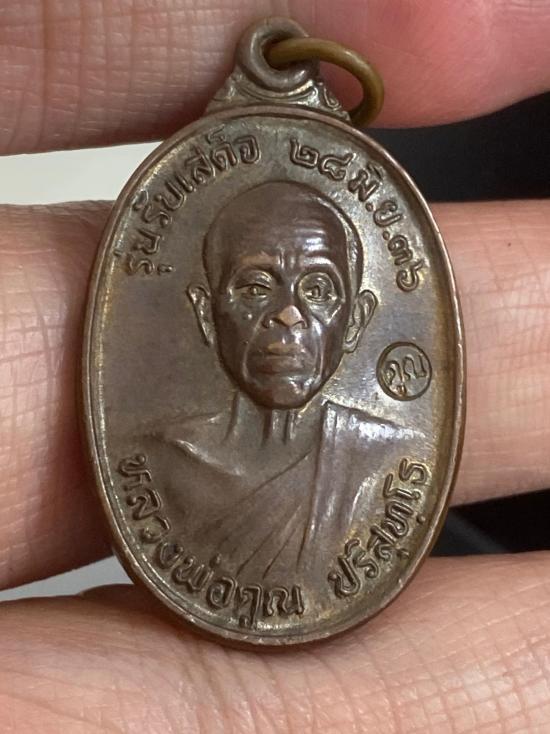 รุ่นรับเสด็จ ๒๘ มิ.ย.๓๖
คูณ
หลวงพ่อคูณ ปริสุทฺโธ